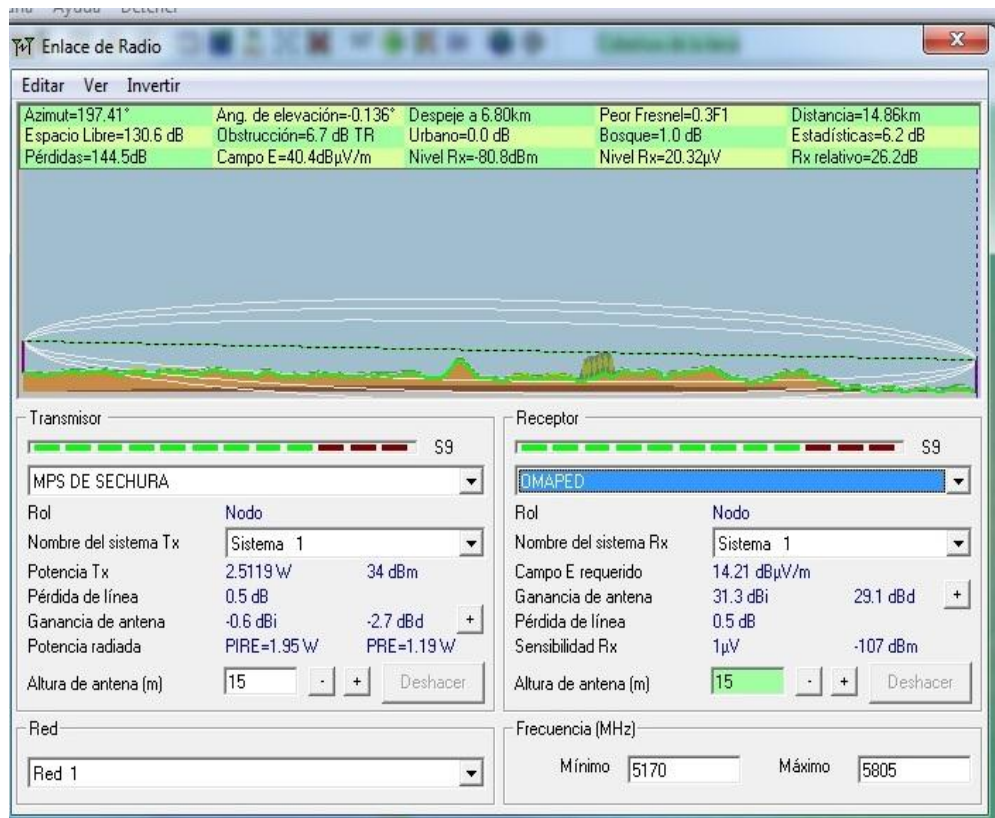 Ayuda Detener
Enlace de Radio
Editar Ver Invertir
Azimut=197.41° Ang. de elevación=-0.136° Despeje a 6.80km Peor Fresnel=0.3F1 Distancia=14.86km
Espacio Libre=130.6 dB Obstrucción=6.7 dB TR Urbano=0.0 dB Bosque=1.0 dB Estadísticas=6.2 dB
Pérdidas=144.5dB Campo E=40.4dBµV/m Nivel Rx=-80.8dBm Nivel Rx=20.32µV Rx relativo=26.2dB
Transmisor
S9
MPS DE SECHURA
Rol Nodo
Nombre del sistema Tx Sistema 1
Potencia Tx 2.5119 W 34 dBm
Pérdida de línea 0.5 dB
Ganancia de antena -0.6 dBi -2.7 dBd +
Potencia radiada PIRE=1.95 W PRE=1.19 W
Altura de antena (m) 15 - + Deshacer
Red
Red 1
Receptor
S9
OMAPED
Rol Nodo
Nombre del sistema Rx Sistema 1
Campo E requerido 14.21 dBµV/m
Ganancia de antena 31.3 dBi 29.1 dBd +
Pérdida de línea 0.5 dB
Sensibilidad Rx 1µV -107 dBm
Altura de antena (m) 15 - + Deshacer
Frecuencia (MHz)
Mínimo 5170 Máximo 5805